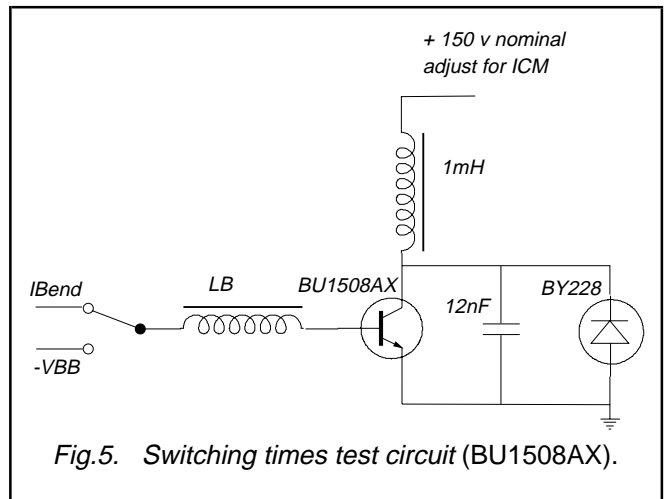 + 150 v nominal
adjust for ICM
1mH
IBend
LB
BU1508AX
12nF
BY228
-VBB
Fig.5. Switching times test circuit (BU1508AX).